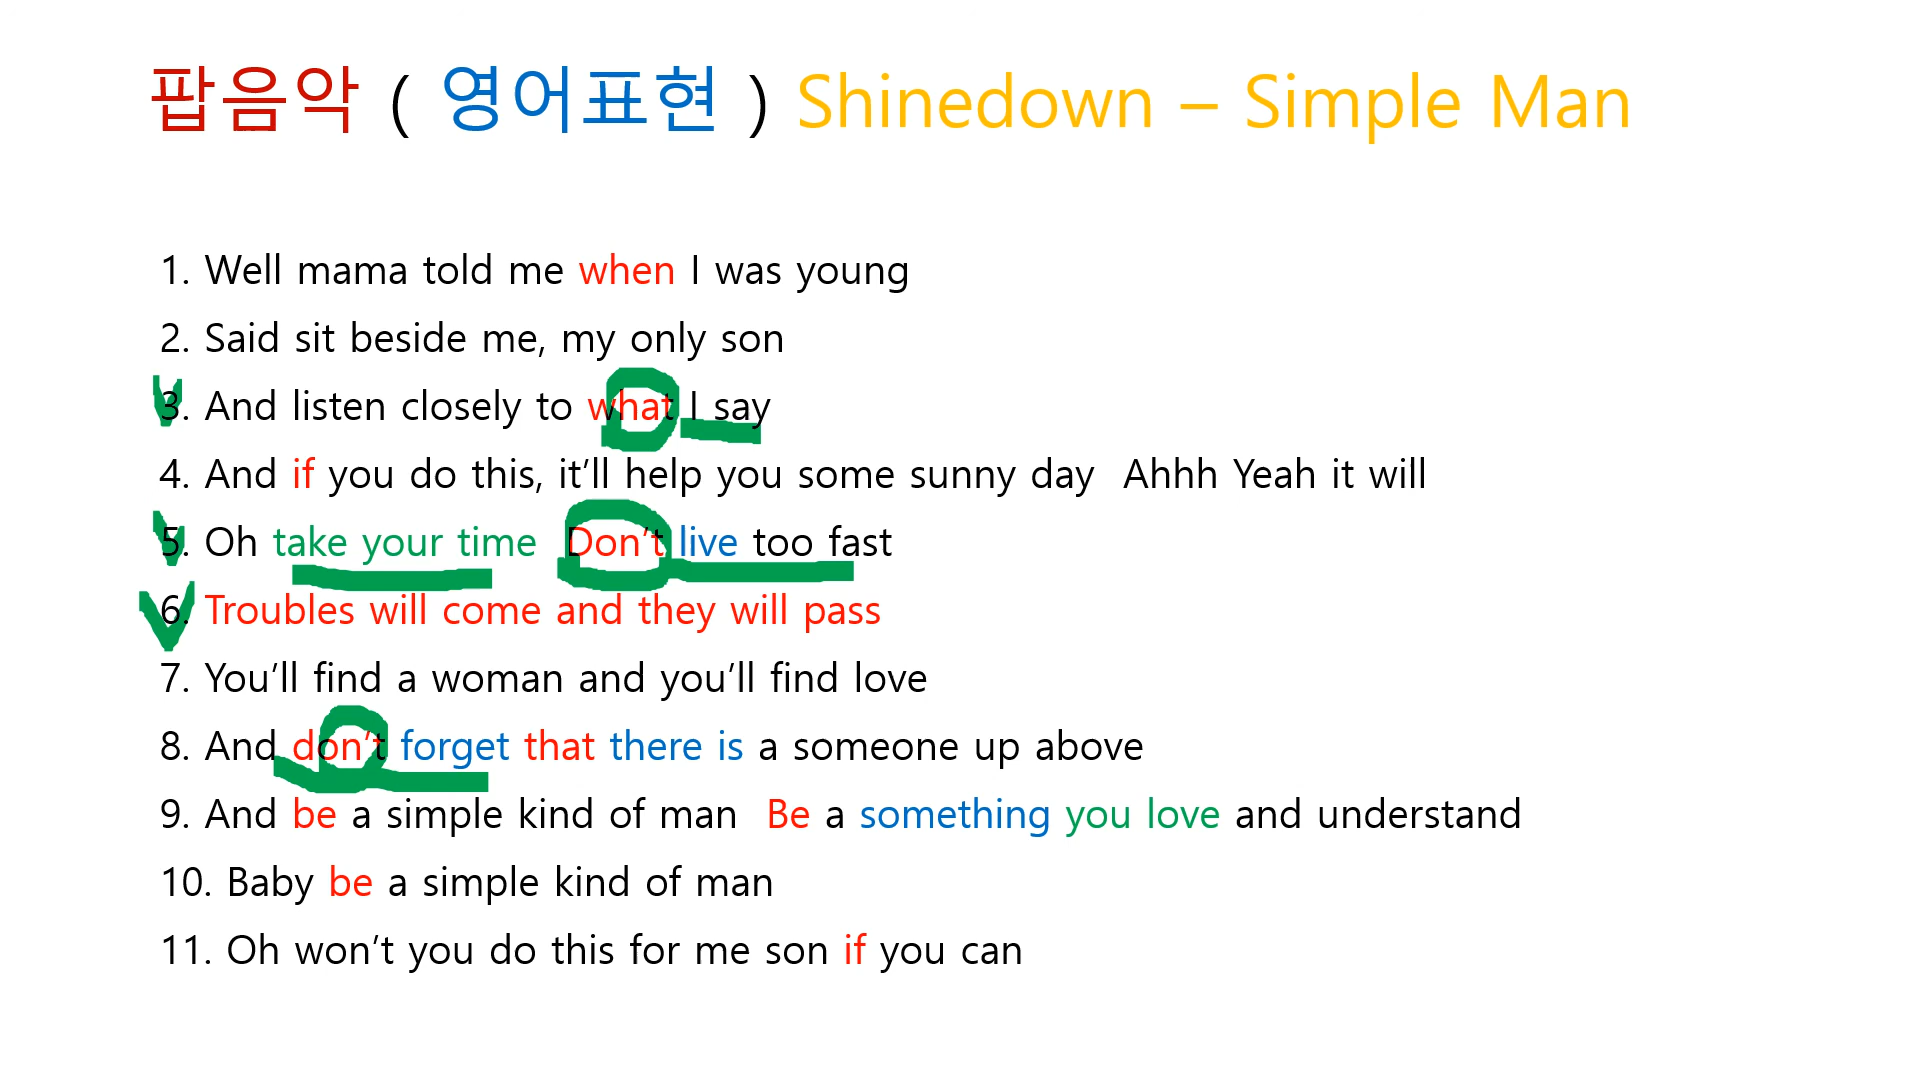 팝음악 ( 영어표현 ) Shinedown – Simple Man
1. Well mama told me when I was young
2. Said sit beside me, my only son
3. And listen closely to what I say
4. And if you do this, it’ll help you some sunny day  Ahhh Yeah it will
5. Oh take your time  Don’t live too fast
6. Troubles will come and they will pass
7. You’ll find a woman and you’ll find love
8. And don’t forget that there is a someone up above
9. And be a simple kind of man  Be a something you love and understand
10. Baby be a simple kind of man
11. Oh won’t you do this for me son if you can